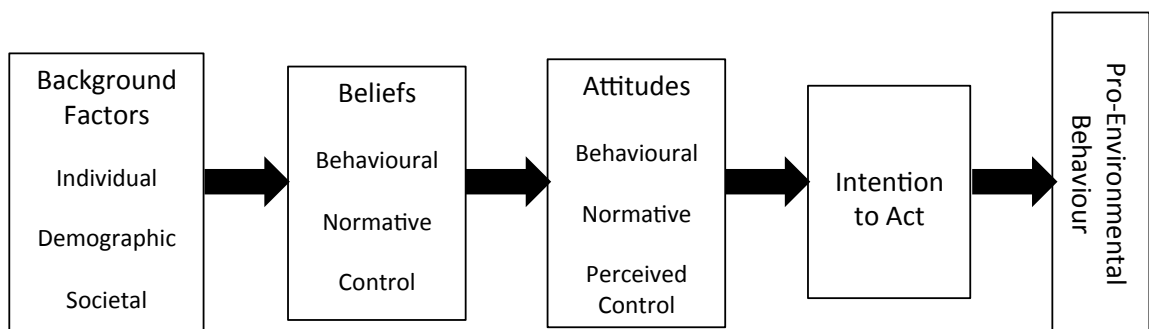 Background
Factors
Individual
Demographic
Societal
Beliefs
Behavioural
Normative
Control
Attitudes
Behavioural
Normative
Perceived
Control
Intention
to Act
Pro-Environmental
Behaviour